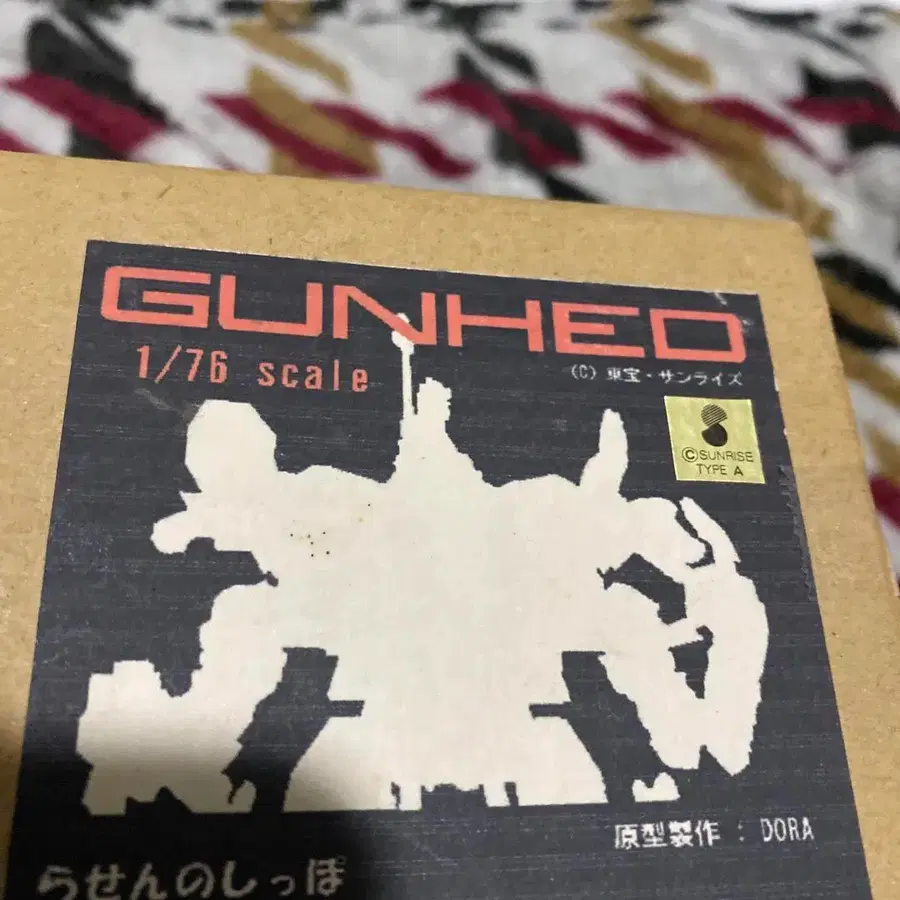 GUNHED
1/76 scale
(C) 東宝・サンライズ
©SUNRISE
TYPE A
原型製作 : DORA
らせんのしっぽ